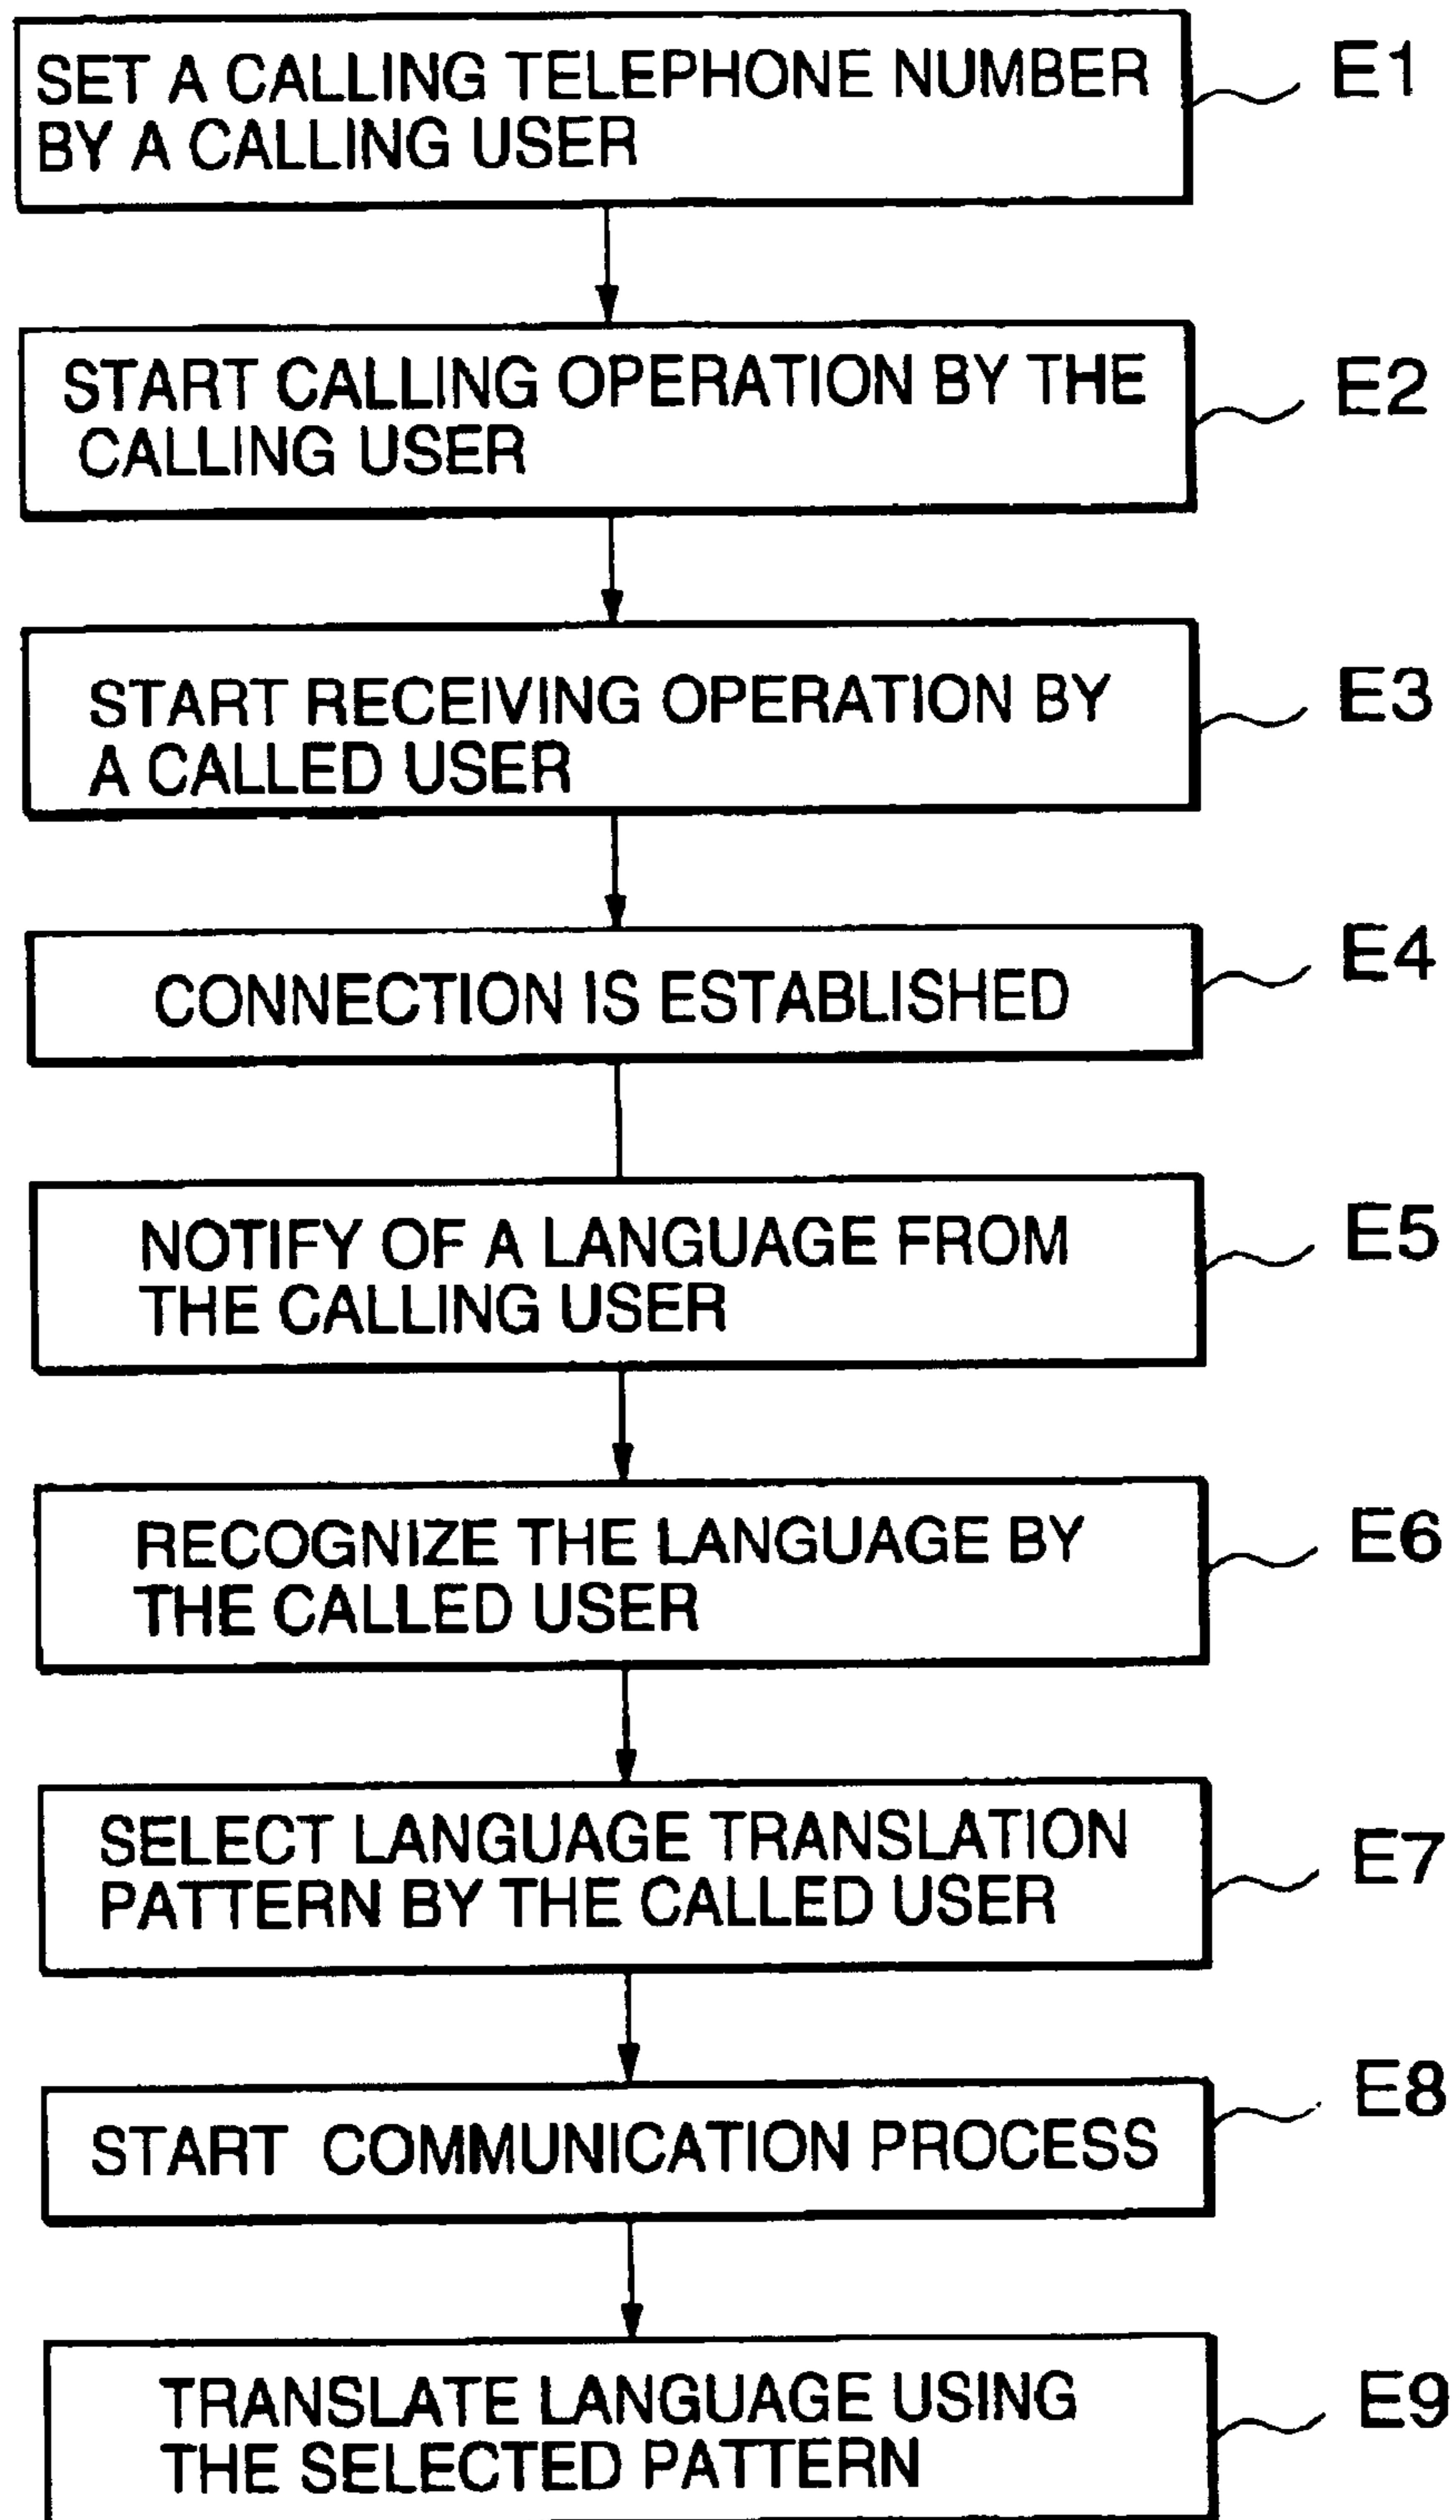 SET A CALLING TELEPHONE NUMBER
BY A CALLING USER
E1
START CALLING OPERATION BY THE
CALLING USER
E2
START RECEIVING OPERATION BY
A CALLED USER
E3
CONNECTION IS ESTABLISHED
E4
NOTIFY OF A LANGUAGE FROM
THE CALLING USER
E5
RECOGNIZE THE LANGUAGE BY
THE CALLED USER
E6
SELECT LANGUAGE TRANSLATION
PATTERN BY THE CALLED USER
E7
START COMMUNICATION PROCESS
E8
TRANSLATE LANGUAGE USING
THE SELECTED PATTERN
E9